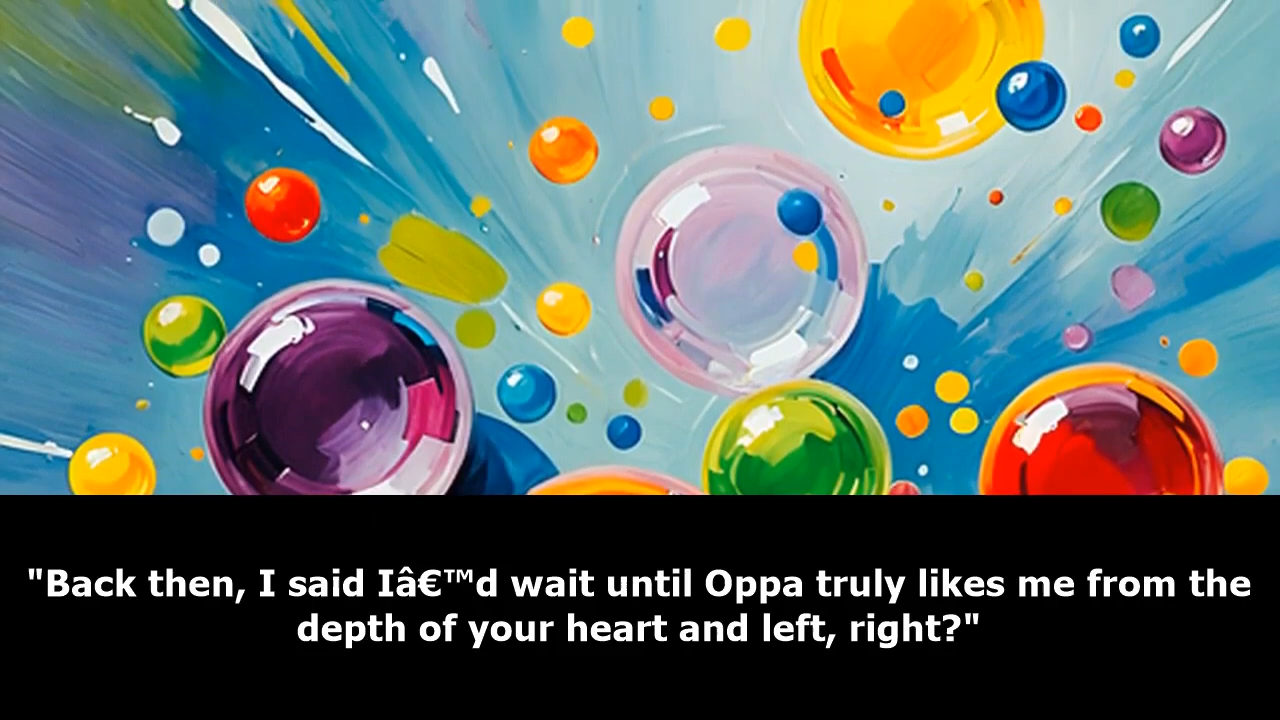 "Back then, I said Iâ€™d wait until Oppa truly likes me from the
depth of your heart and left, right?"